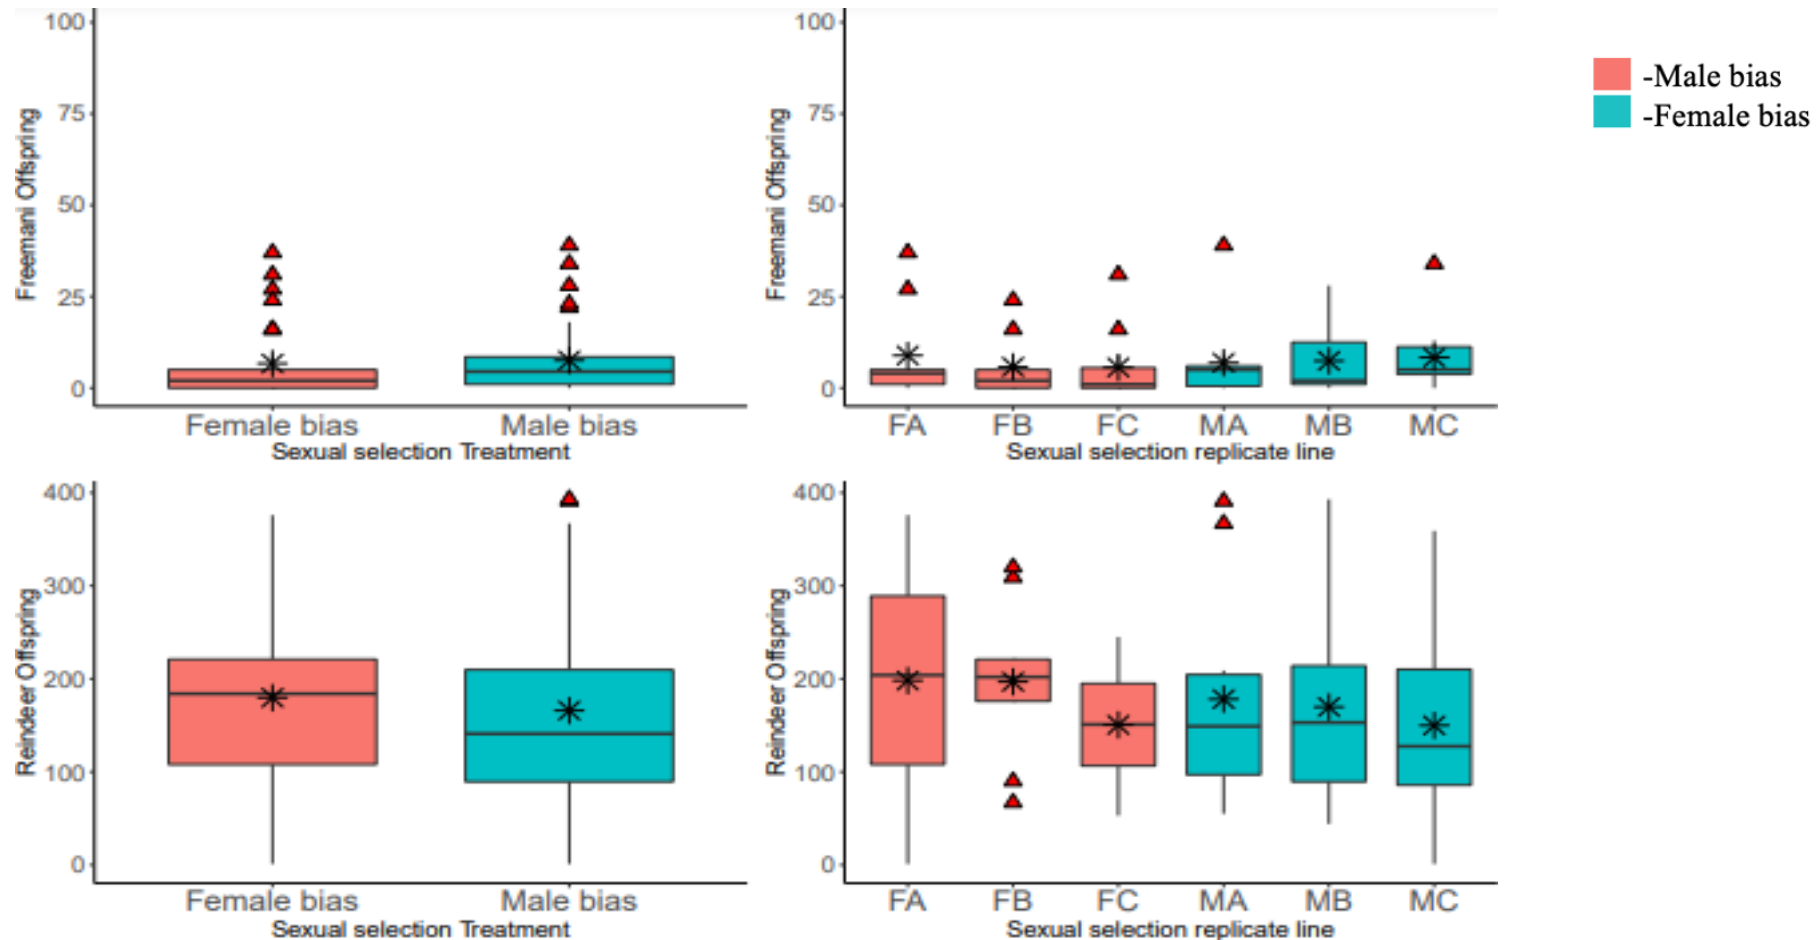 100
75
50
25
0
Freemani Offspring
Female bias
Male bias
Sexual selection Treatment
100
75
50
25
0
Freemani Offspring
FA
FB
FC
MA
MB
MC
Sexual selection replicate line
-Male bias
-Female bias
400
300
200
100
0
Reindeer Offspring
Female bias
Male bias
Sexual selection Treatment
400
300
200
100
0
Reindeer Offspring
FA
FB
FC
MA
MB
MC
Sexual selection replicate line